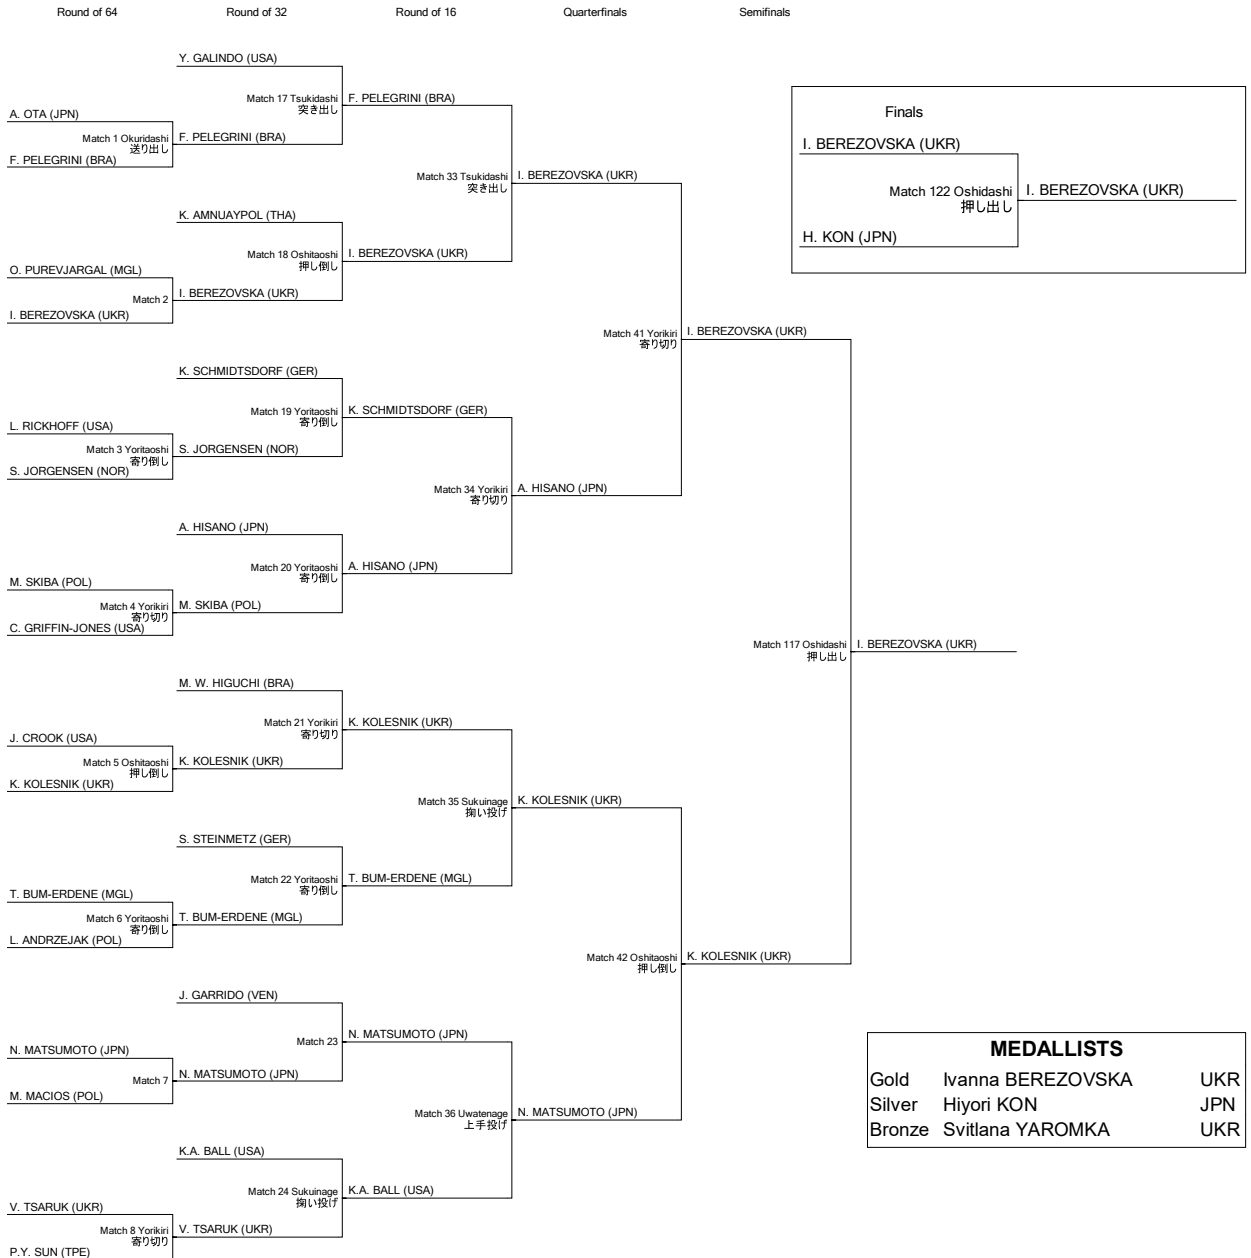 Round of 64 Round of 32 Round of 16 Quarterfinals Semifinals
Y. GALINDO (USA)
Match 17 Tsukidashi
突き出し
F. PELEGRINI (BRA)
A. OTA (JPN)
Match 1 Okuridashi
送り出し
F. PELEGRINI (BRA)
F. PELEGRINI (BRA)
Match 33 Tsukidashi
突き出し
I. BEREZOVSKA (UKR)
K. AMNUAYPOL (THA)
Match 18 Oshitaoshi
押し倒し
I. BEREZOVSKA (UKR)
O. PUREVJARGAL (MGL)
Match 2
I. BEREZOVSKA (UKR)
I. BEREZOVSKA (UKR)
Match 41 Yorikiri
寄り切り
I. BEREZOVSKA (UKR)
K. SCHMIDTSDORF (GER)
Match 19 Yoritaoshi
寄り倒し
K. SCHMIDTSDORF (GER)
L. RICKHOFF (USA)
Match 3 Yoritaoshi
寄り倒し
S. JORGENSEN (NOR)
S. JORGENSEN (NOR)
Match 34 Yorikiri
寄り切り
A. HISANO (JPN)
A. HISANO (JPN)
Match 20 Yoritaoshi
寄り倒し
A. HISANO (JPN)
M. SKIBA (POL)
Match 4 Yorikiri
寄り切り
M. SKIBA (POL)
C. GRIFFIN-JONES (USA)
Match 117 Oshidashi
押し出し
I. BEREZOVSKA (UKR)
M. W. HIGUCHI (BRA)
Match 21 Yorikiri
寄り切り
K. KOLESNIK (UKR)
J. CROOK (USA)
Match 5 Oshitaoshi
押し倒し
K. KOLESNIK (UKR)
K. KOLESNIK (UKR)
Match 35 Sukuinage
掬い投げ
K. KOLESNIK (UKR)
S. STEINMETZ (GER)
Match 22 Yoritaoshi
寄り倒し
T. BUM-ERDENE (MGL)
T. BUM-ERDENE (MGL)
Match 6 Yoritaoshi
寄り倒し
T. BUM-ERDENE (MGL)
L. ANDRZEJAK (POL)
Match 42 Oshitaoshi
押し倒し
K. KOLESNIK (UKR)
J. GARRIDO (VEN)
Match 23
N. MATSUMOTO (JPN)
N. MATSUMOTO (JPN)
Match 7
N. MATSUMOTO (JPN)
M. MACIOS (POL)
Match 36 Uwatenage
上手投げ
N. MATSUMOTO (JPN)
K.A. BALL (USA)
Match 24 Sukuinage
掬い投げ
K.A. BALL (USA)
V. TSARUK (UKR)
Match 8 Yorikiri
寄り切り
V. TSARUK (UKR)
P.Y. SUN (TPE)
Finals
I. BEREZOVSKA (UKR)
Match 122 Oshidashi
押し出し
I. BEREZOVSKA (UKR)
H. KON (JPN)
MEDALLISTS
Gold Ivanna BEREZOVSKA UKR
Silver Hiyori KON JPN
Bronze Svitlana YAROMKA UKR